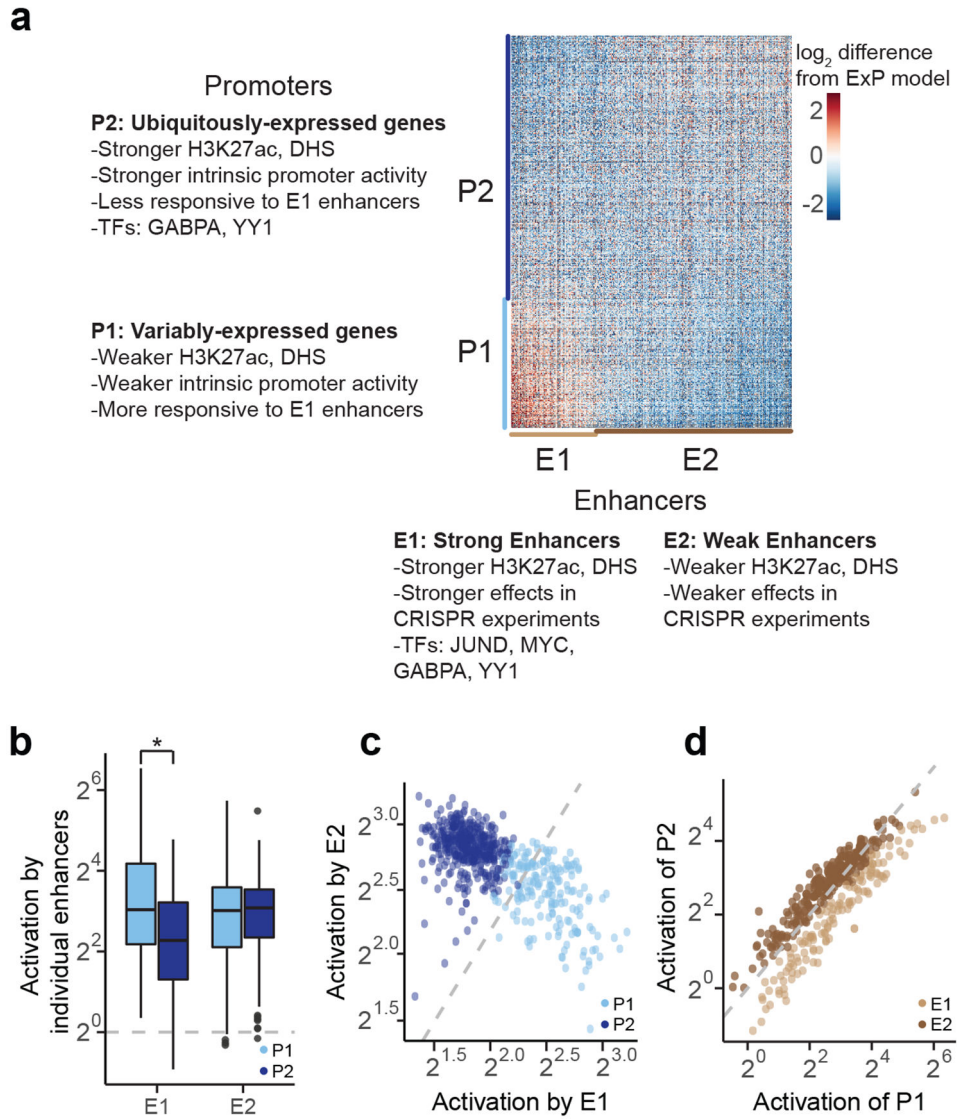 a
log2 difference
from ExP model
2
0
-2
Promoters
P2: Ubiquitously-expressed genes
-Stronger H3K27ac, DHS
-Stronger intrinsic promoter activity
-Less responsive to E1 enhancers
-TFs: GABPA, YY1
P2
P1: Variably-expressed genes
-Weaker H3K27ac, DHS
-Weaker intrinsic promoter activity
-More responsive to E1 enhancers
P1
E1 E2
Enhancers
E1: Strong Enhancers
-Stronger H3K27ac, DHS
-Stronger effects in
CRISPR experiments
-TFs: JUND, MYC,
GABPA, YY1
E2: Weak Enhancers
-Weaker H3K27ac, DHS
-Weaker effects in
CRISPR experiments
b
Activation by
individual enhancers
2^6
2^4
2^2
2^0
*
P1
P2
E1 E2
c
Activation by E2
2^3.0
2^2.5
2^2.0
2^1.5
P1
P2
2^1.5 2^2.0 2^2.5 2^3.0
Activation by E1
d
Activation of P2
2^4
2^2
2^0
E1
E2
2^0 2^2 2^4 2^6
Activation of P1